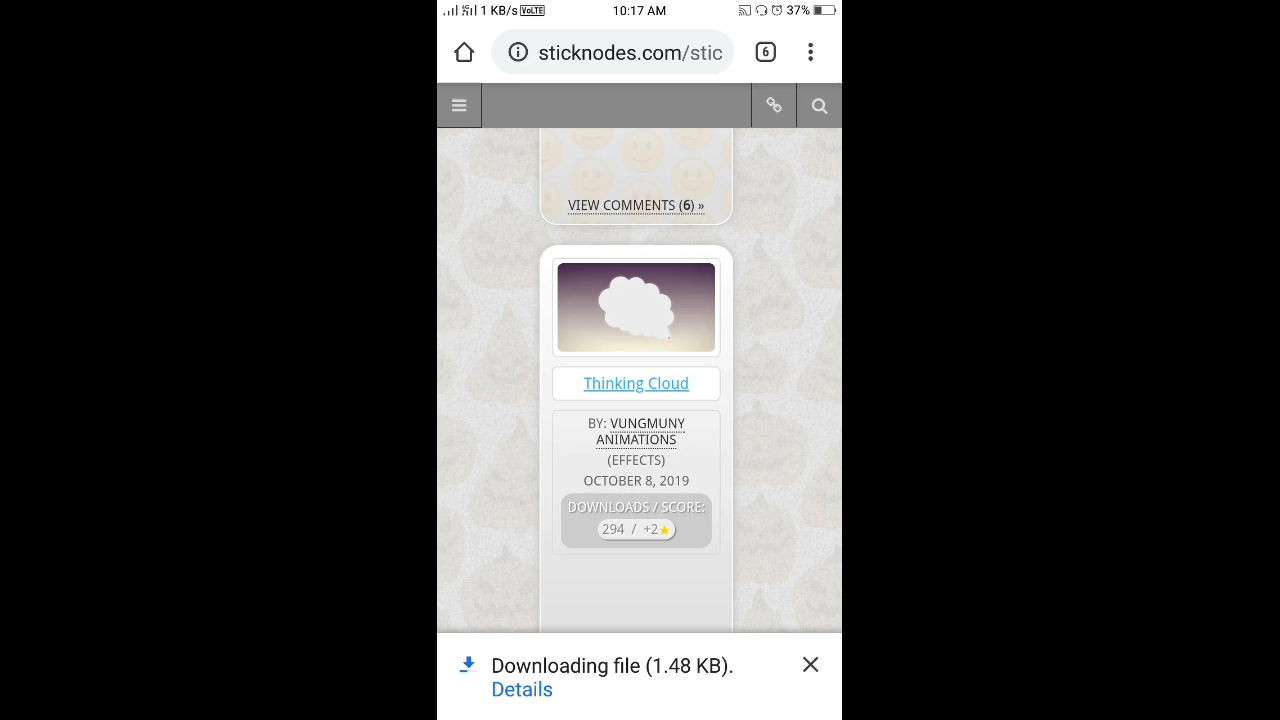 1 KB/s VoLTE 10:17 AM 37%
sticknodes.com/stic 6
VIEW COMMENTS (6) »
Thinking Cloud
BY: VUNGMUNY
ANIMATIONS
(EFFECTS)
OCTOBER 8, 2019
DOWNLOADS / SCORE:
294 / +2
Downloading file (1.48 KB).
Details